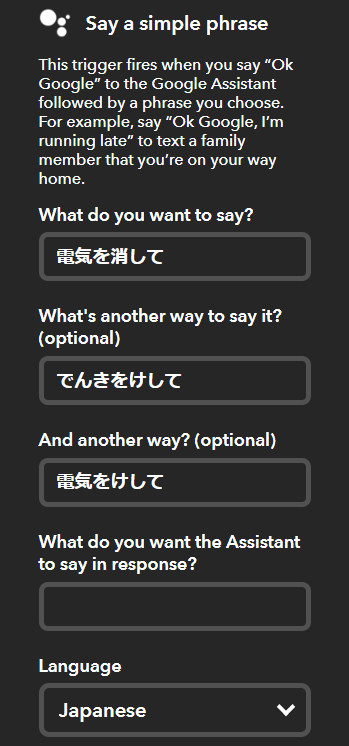 Say a simple phrase
This trigger fires when you say “Ok
Google” to the Google Assistant
followed by a phrase you choose.
For example, say “Ok Google, I’m
running late” to text a family
member that you’re on your way
home.
What do you want to say?
電気を消して
What's another way to say it?
(optional)
でんきをけして
And another way? (optional)
電気をけして
What do you want the Assistant
to say in response?
Language
Japanese